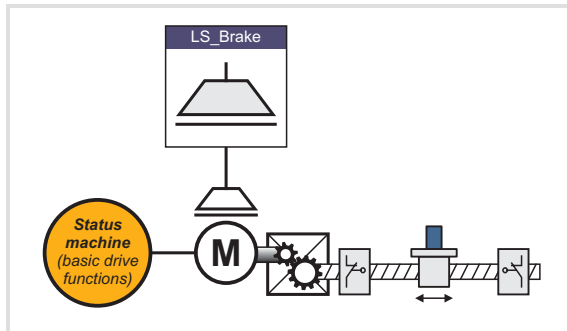 LS_Brake
Status
machine
(basic drive
functions)
M